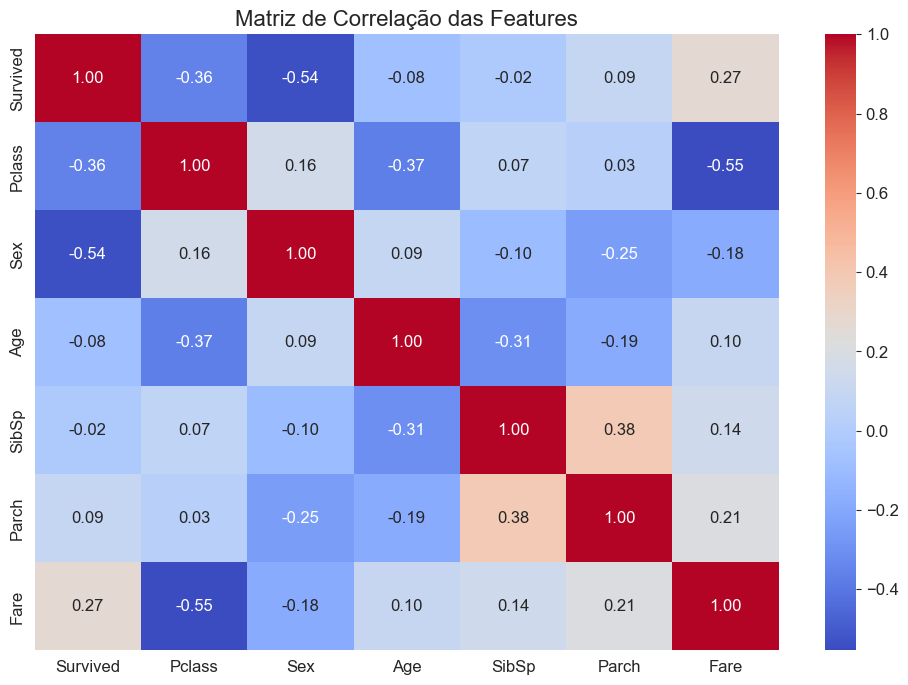 Matriz de Correlação das Features
Survived 1.00 -0.36 -0.54 -0.08 -0.02 0.09 0.27
Pclass -0.36 1.00 0.16 -0.37 0.07 0.03 -0.55
Sex -0.54 0.16 1.00 0.09 -0.10 -0.25 -0.18
Age -0.08 -0.37 0.09 1.00 -0.31 -0.19 0.10
SibSp -0.02 0.07 -0.10 -0.31 1.00 0.38 0.14
Parch 0.09 0.03 -0.25 -0.19 0.38 1.00 0.21
Fare 0.27 -0.55 -0.18 0.10 0.14 0.21 1.00
Survived Pclass Sex Age SibSp Parch Fare
1.0
0.8
0.6
0.4
0.2
0.0
−0.2
−0.4